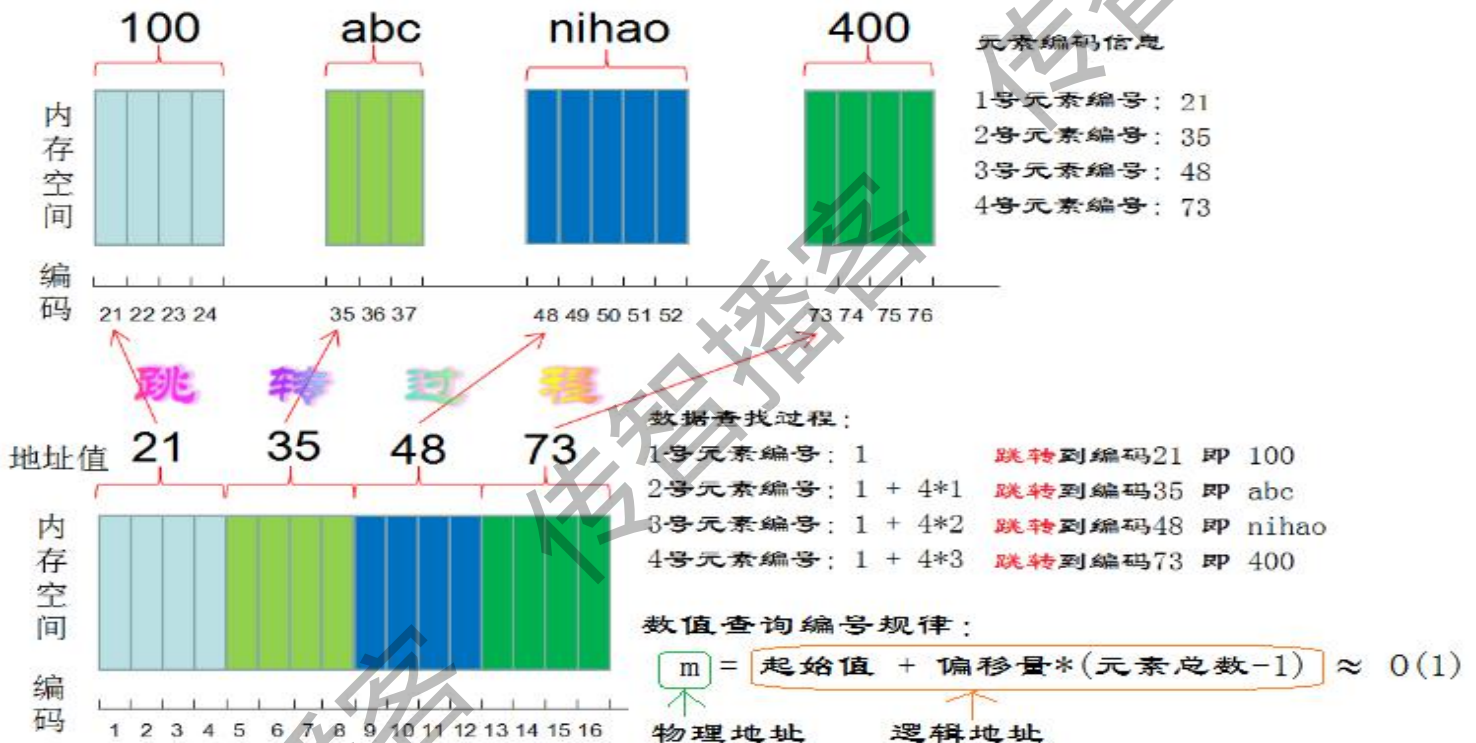 100 abc nihao 400
元素编码信息
1号元素编号: 21
2号元素编号: 35
3号元素编号: 48
4号元素编号: 73
内存空间
编码
21 22 23 24 35 36 37 48 49 50 51 52 73 74 75 76
跳 转 过 程
地址值 21 35 48 73
数据查找过程:
1号元素编号: 1 跳转到编码21 即 100
2号元素编号: 1 + 4*1 跳转到编码35 即 abc
3号元素编号: 1 + 4*2 跳转到编码48 即 nihao
4号元素编号: 1 + 4*3 跳转到编码73 即 400
内存空间
数值查询编号规律:
m = 起始值 + 偏移量*(元素总数-1) ≈ O(1)
编码
1 2 3 4 5 6 7 8 9 10 11 12 13 14 15 16
物理地址 逻辑地址
传智播客